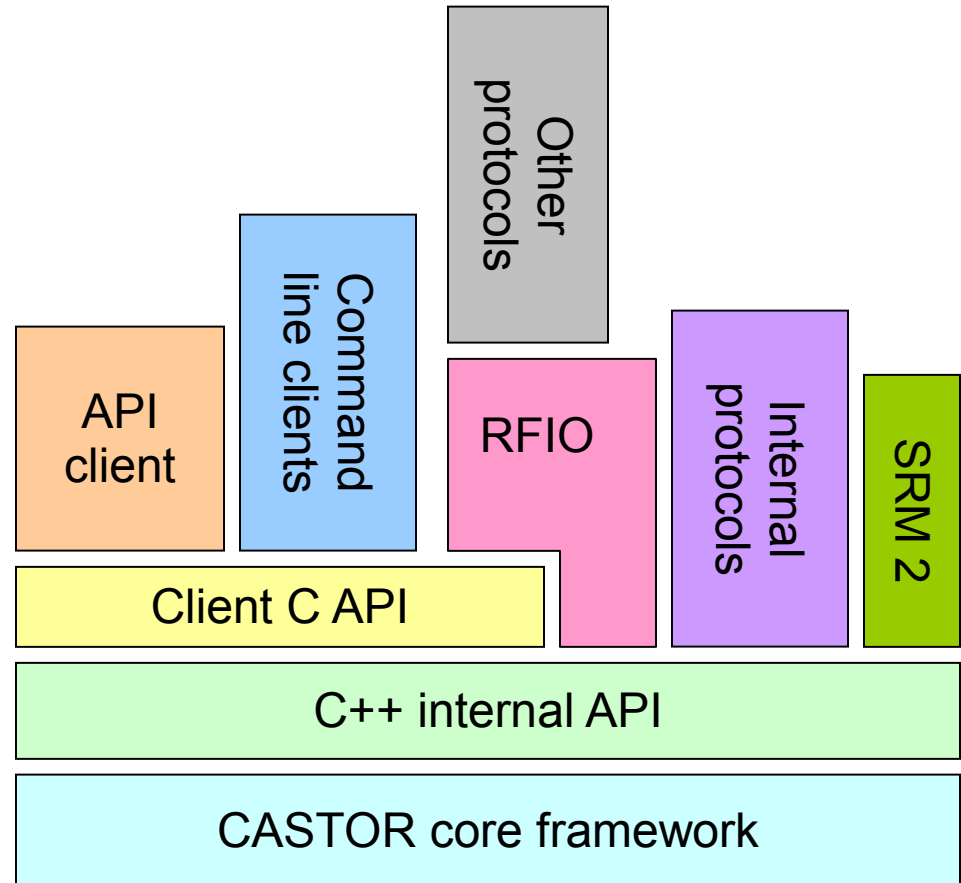 Other
protocols
Command
line clients
API
client
RFIO
Internal
protocols
SRM 2
Client C API
C++ internal API
CASTOR core framework